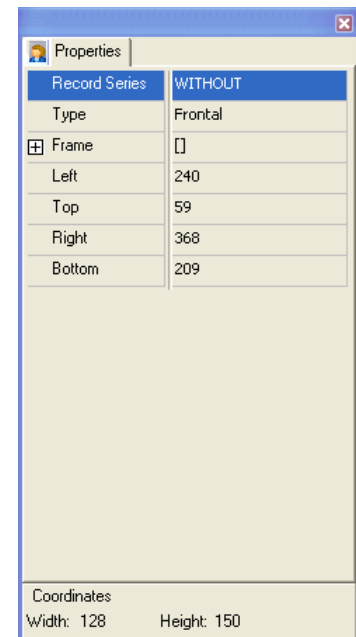 Properties
Record Series WITHOUT
Type Frontal
Frame []
Left 240
Top 59
Right 368
Bottom 209
Coordinates
Width: 128 Height: 150